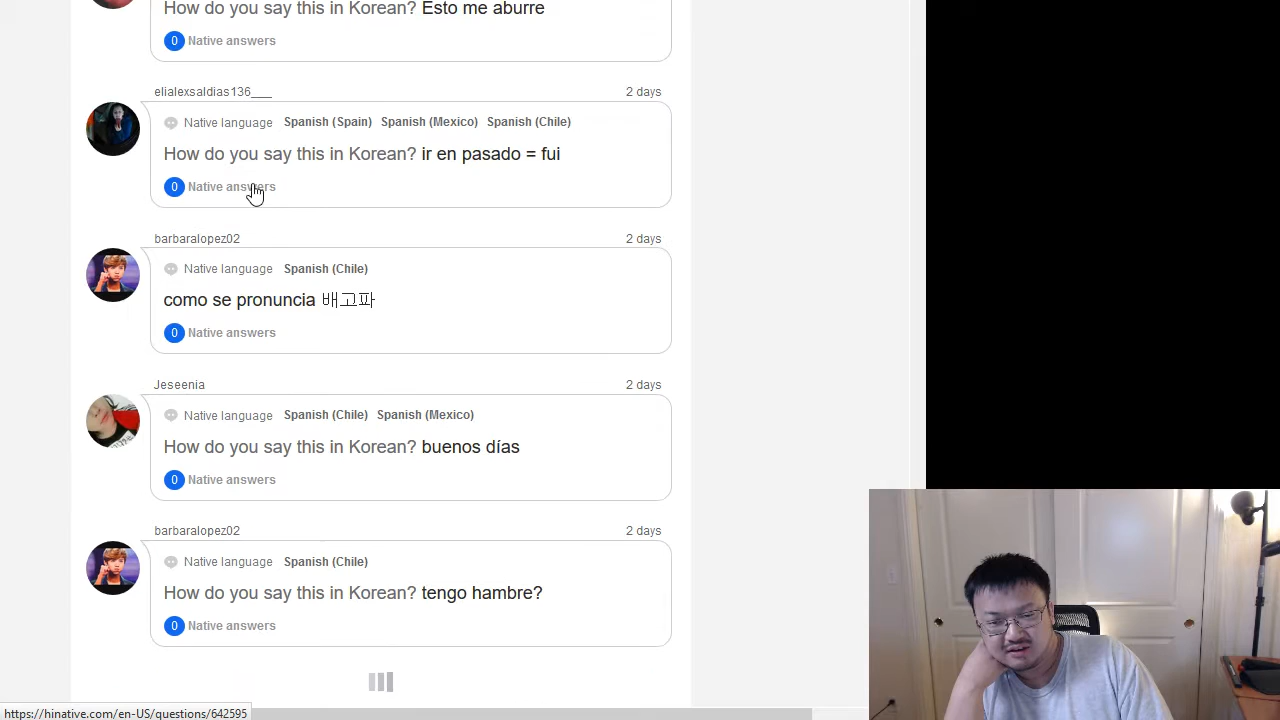 How do you say this in Korean? Esto me aburre
0 Native answers
elialexsaldias136___ 2 days
Native language Spanish (Spain) Spanish (Mexico) Spanish (Chile)
How do you say this in Korean? ir en pasado = fui
0 Native answers
barbaralopez02 2 days
Native language Spanish (Chile)
como se pronuncia 배고파
0 Native answers
Jeseenia 2 days
Native language Spanish (Chile) Spanish (Mexico)
How do you say this in Korean? buenos días
0 Native answers
barbaralopez02 2 days
Native language Spanish (Chile)
How do you say this in Korean? tengo hambre?
0 Native answers
https://hinative.com/en-US/questions/642595